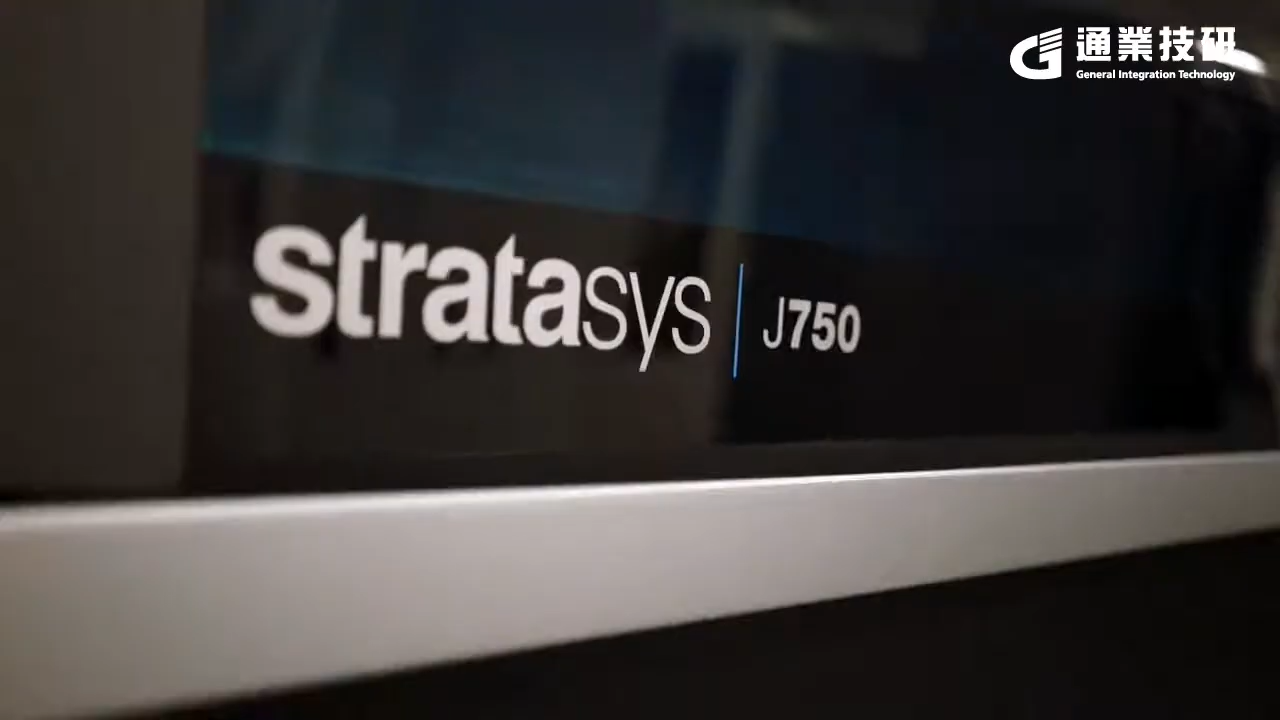 通業技研
General Integration Technology
stratasys | J750